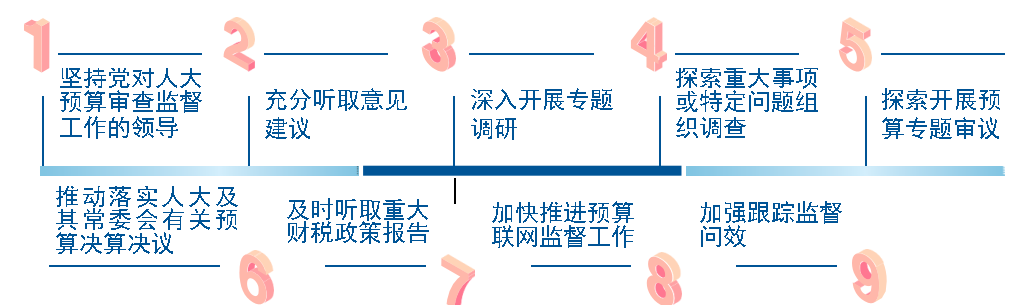 1
坚持党对人大
预算审查监督
工作的领导
2
充分听取意见
建议
3
深入开展专题
调研
4
探索重大事项
或特定问题组
织调查
5
探索开展预
算专题审议
推动落实人大及
其常委会有关预
算决算决议
6
及时听取重大
财税政策报告
7
加快推进预算
联网监督工作
8
加强跟踪监督
问效
9